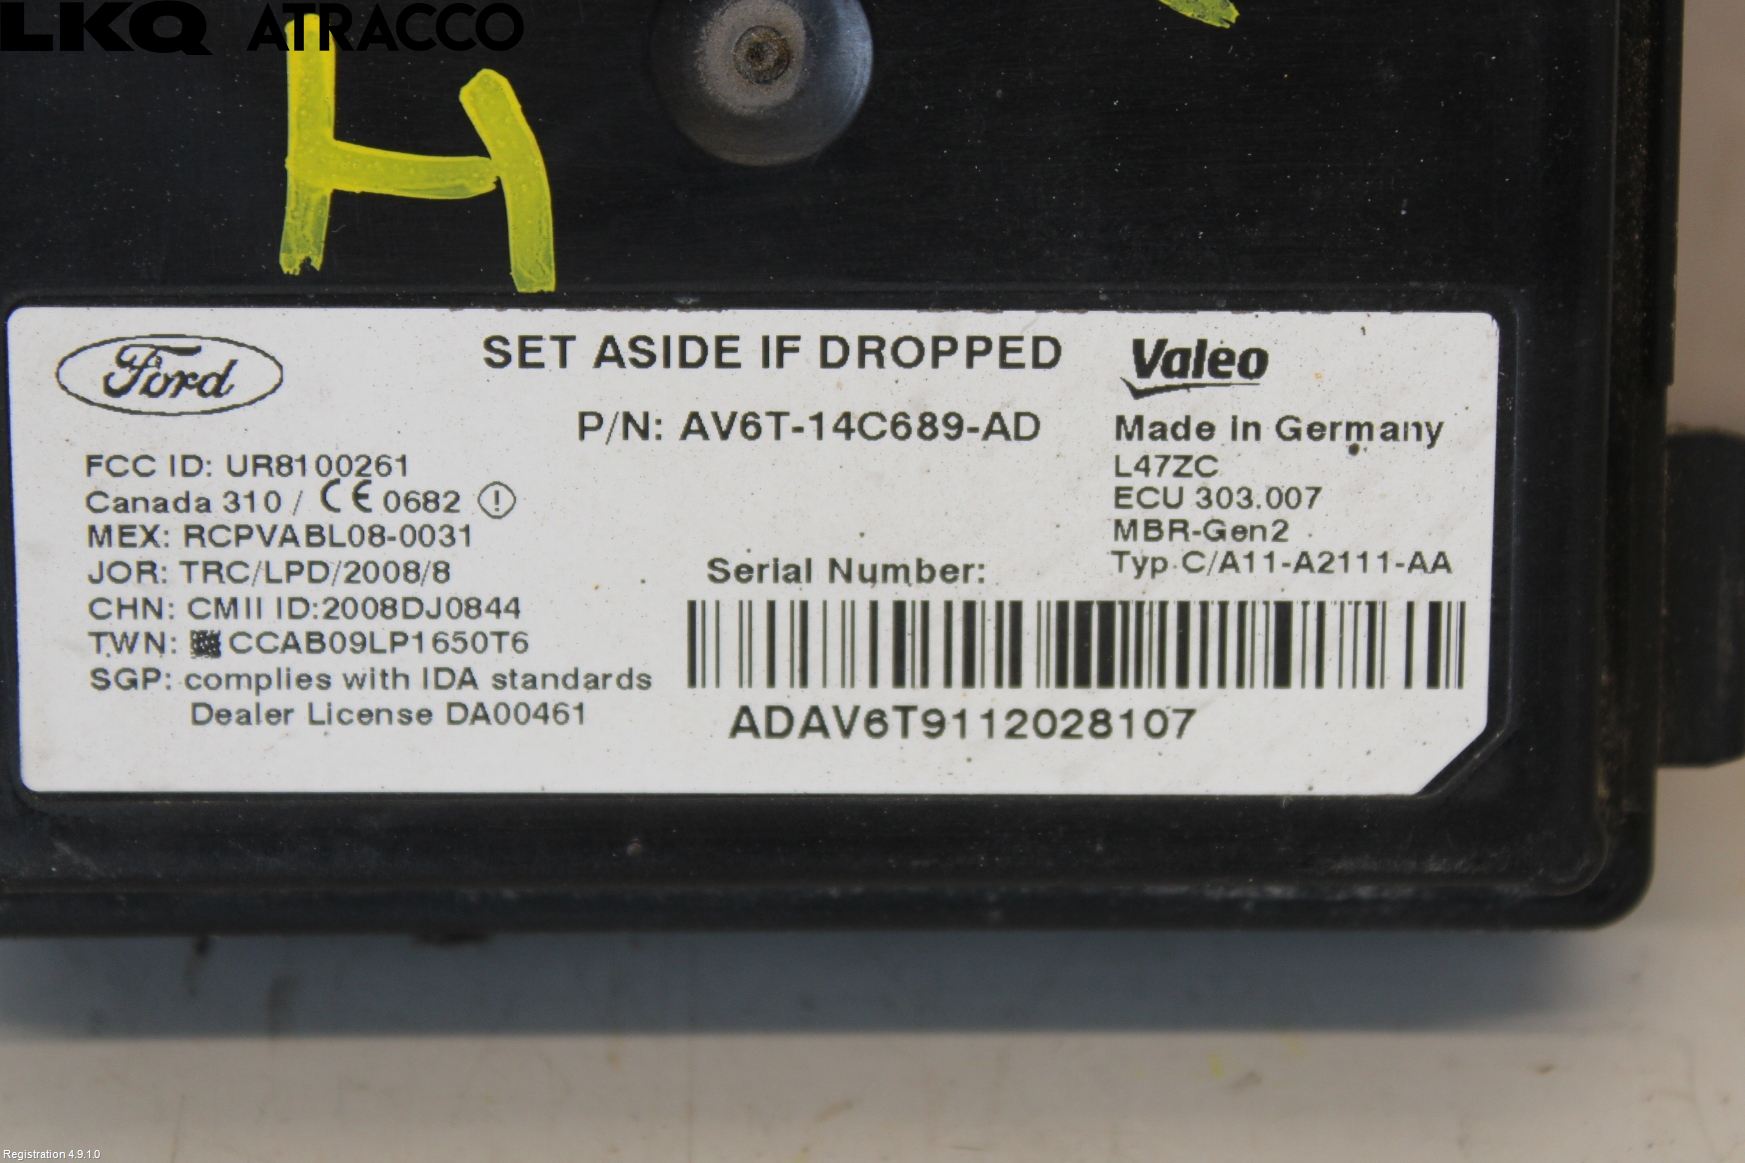 LKQ ATRACCO
H
Ford
SET ASIDE IF DROPPED
Valeo
P/N: AV6T-14C689-AD
Made in Germany
L47ZC
ECU 303.007
MBR-Gen2
Typ C/A11-A2111-AA
FCC ID: UR8100261
Canada 310 / CE 0682
MEX: RCPVABL08-0031
JOR: TRC/LPD/2008/8
CHN: CMII ID:2008DJ0844
TWN: CCAB09LP1650T6
SGP: complies with IDA standards
Dealer License DA00461
Serial Number:
ADAV6T9112028107
Registration 4.9.1.0